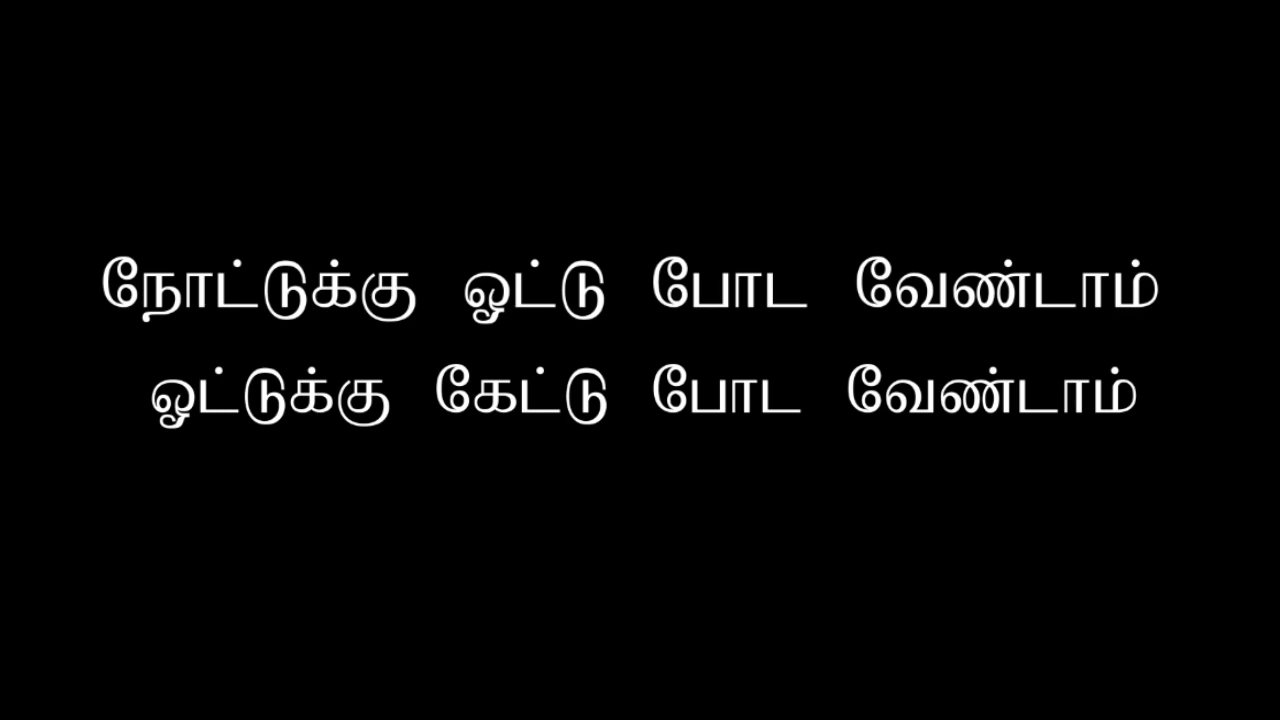 நோட்டுக்கு ஓட்டு போட வேண்டாம்
ஓட்டுக்கு கேட்டு போட வேண்டாம்